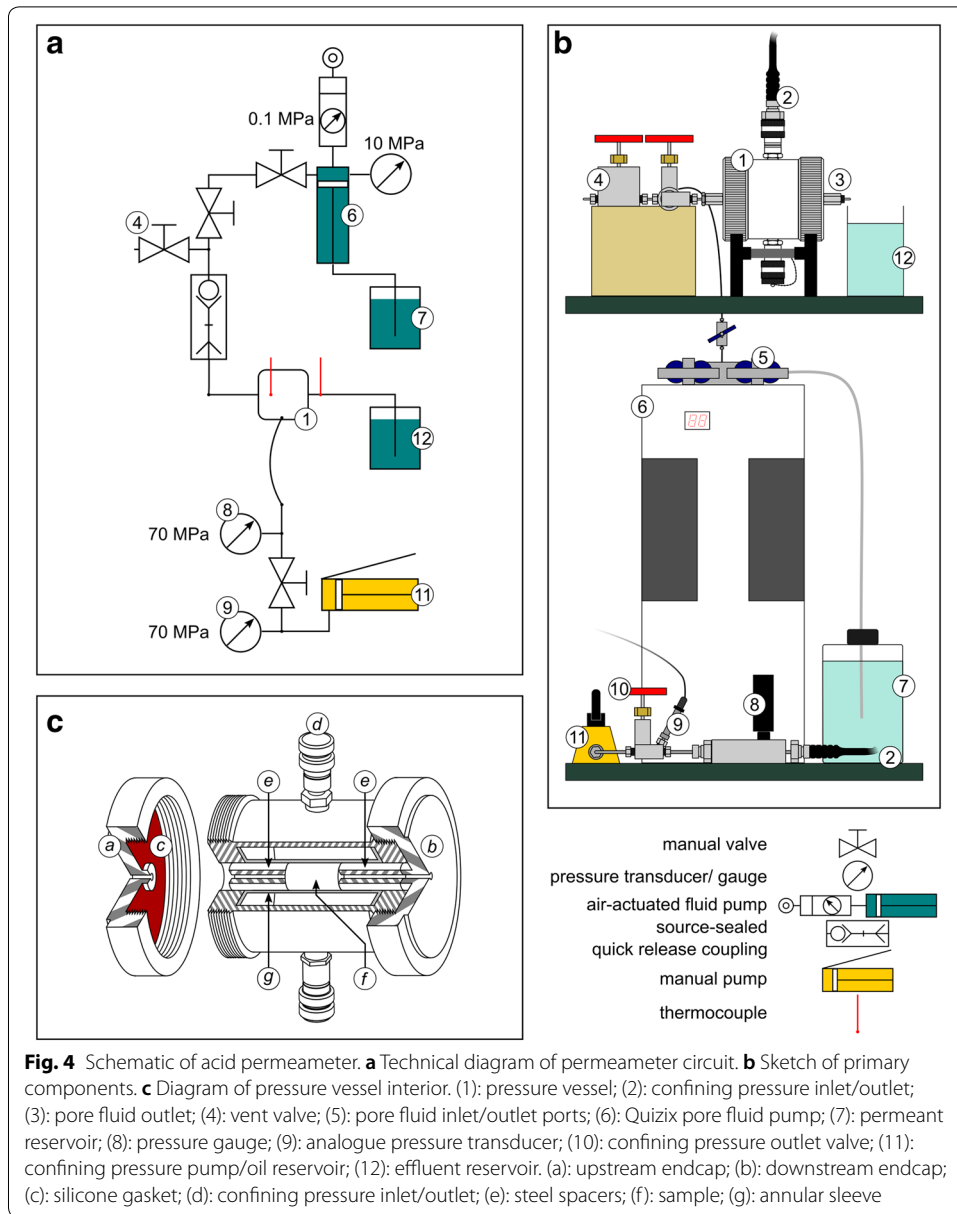 a
0.1 MPa
10 MPa
4
6
7
1
12
8
70 MPa
9
70 MPa
11
b
2
1
3
4
12
5
6
88
7
10
8
9
11
2
c
d
e
e
a
c
b
g
f
manual valve
pressure transducer/ gauge
air-actuated fluid pump
source-sealed
quick release coupling
manual pump
thermocouple
Fig. 4 Schematic of acid permeameter. a Technical diagram of permeameter circuit. b Sketch of primary
components. c Diagram of pressure vessel interior. (1): pressure vessel; (2): confining pressure inlet/outlet;
(3): pore fluid outlet; (4): vent valve; (5): pore fluid inlet/outlet ports; (6): Quizix pore fluid pump; (7): permeant
reservoir; (8): pressure gauge; (9): analogue pressure transducer; (10): confining pressure outlet valve; (11):
confining pressure pump/oil reservoir; (12): effluent reservoir. (a): upstream endcap; (b): downstream endcap;
(c): silicone gasket; (d): confining pressure inlet/outlet; (e): steel spacers; (f): sample; (g): annular sleeve